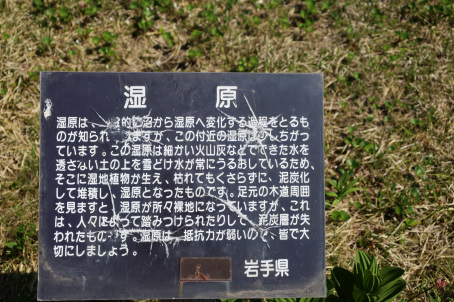 湿原
湿原は 的に沼から湿原へ変化する過程をとるも
のが知られ ますが、この付近の湿原は少しちがっ
ています。この湿原は細かい火山灰などでできた水を
透さない土の上を雪どけ水が常にうるおしているため、
そこに湿地植物が生え、枯れてもくさらずに、泥炭化
して堆積し、湿原となったものです。足元の木道周囲
を見ますと 湿原が所々裸地になっていますが、これ
は、人々によって踏みつけられたりして、泥炭層が失
われたもの す。湿原は 抵抗力が弱いの 、皆で大
切にしましょう。
岩手県